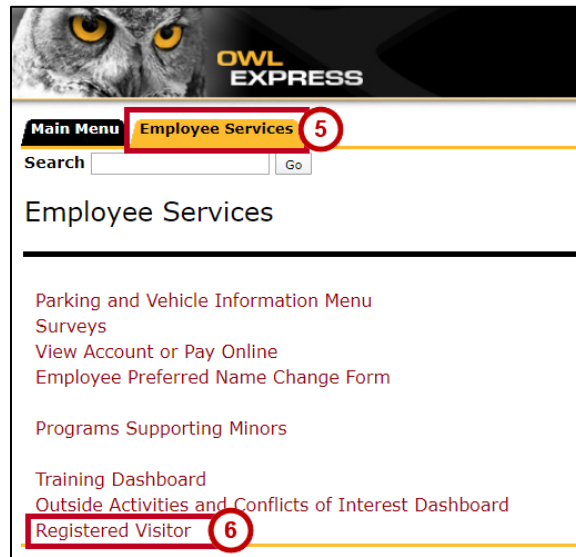 OWL
EXPRESS
Main Menu Employee Services 5
Search Go
Employee Services
Parking and Vehicle Information Menu
Surveys
View Account or Pay Online
Employee Preferred Name Change Form
Programs Supporting Minors
Training Dashboard
Outside Activities and Conflicts of Interest Dashboard
Registered Visitor 6